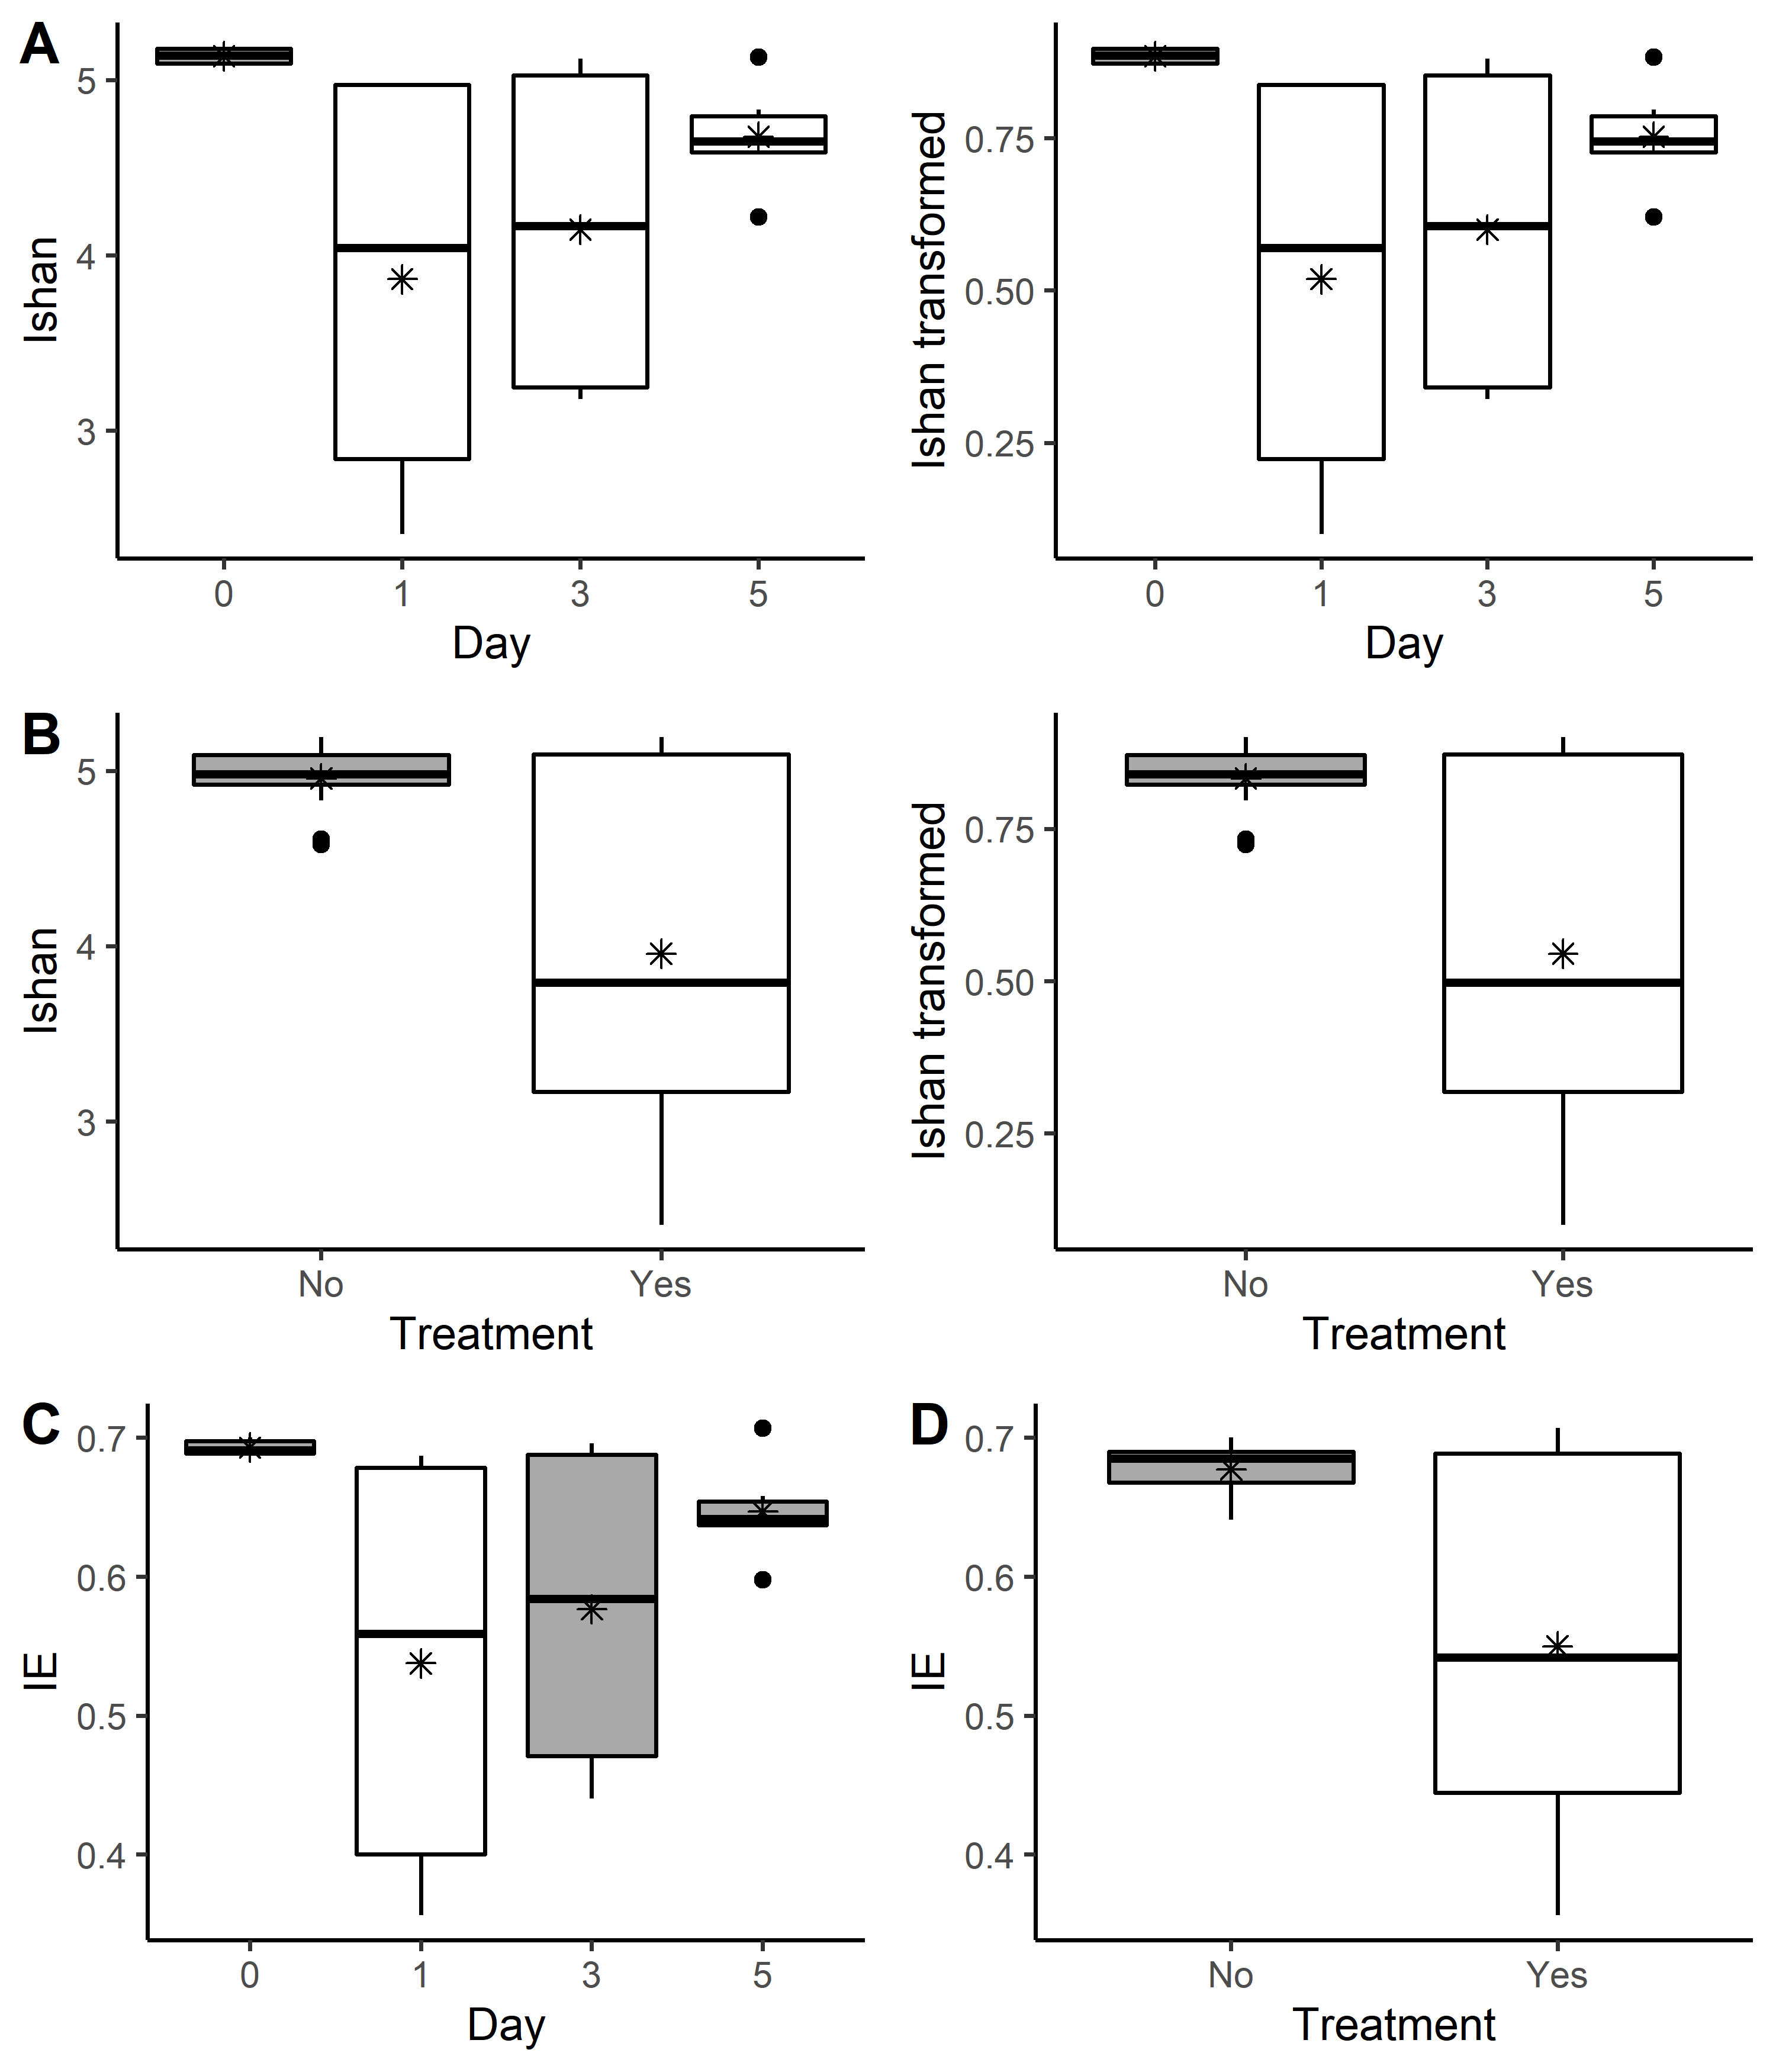 A
Ishan
5
4
3
0 1 3 5
Day
Ishan transformed
0.75
0.50
0.25
0 1 3 5
Day
B
Ishan
5
4
3
No Yes
Treatment
Ishan transformed
0.75
0.50
0.25
No Yes
Treatment
C
IE
0.7
0.6
0.5
0.4
0 1 3 5
Day
D
IE
0.7
0.6
0.5
0.4
No Yes
Treatment